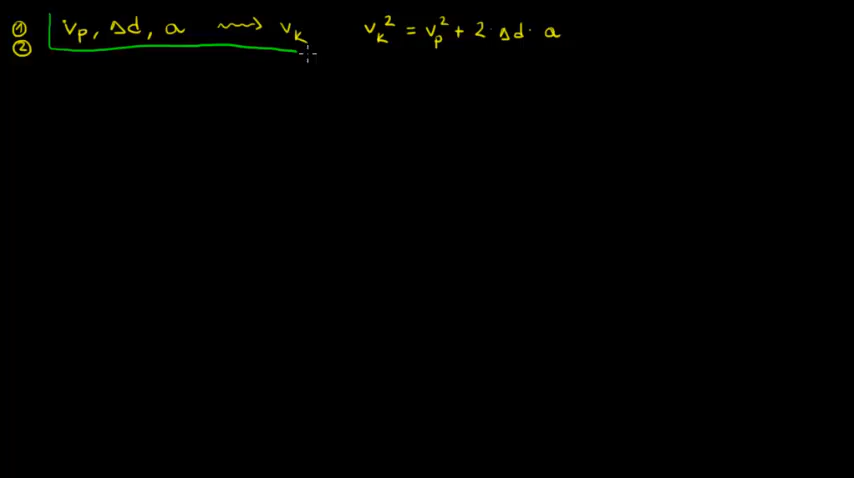 ① v_p, Δd, a ⟿ v_k v_k² = v_p² + 2 · Δd · a
②